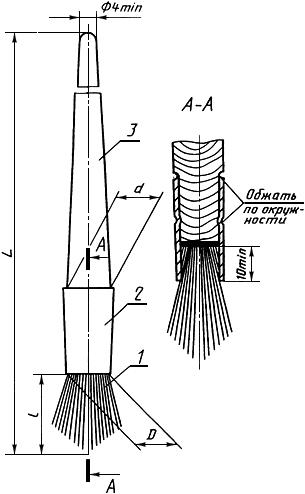 Ф4min
А-А
3
d
А
Обжать
по окруж-
ности
L
2
10min
1
l
D
А